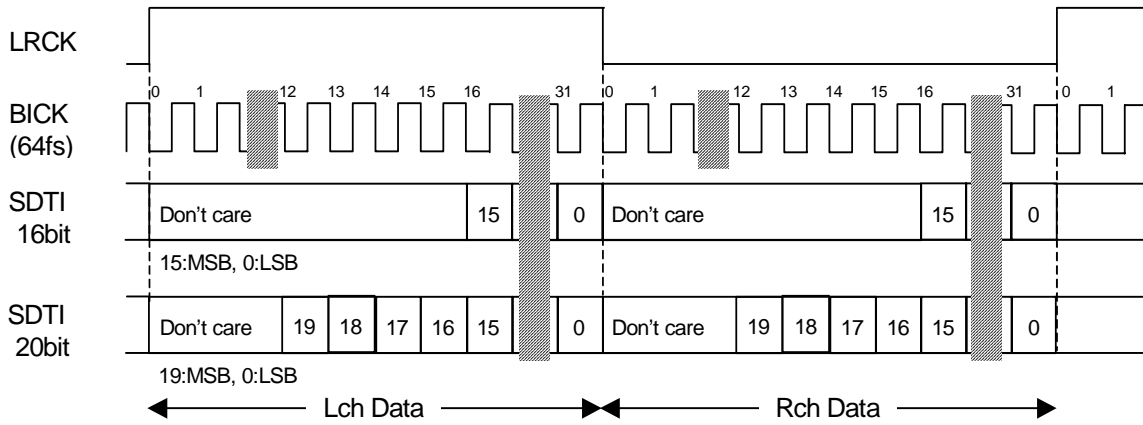 LRCK
0 1 12 13 14 15 16 31 0 1 12 13 14 15 16 31 0 1
BICK
(64fs)
SDTI
16bit
Don't care 15 0 Don't care 15 0
15:MSB, 0:LSB
SDTI
20bit
Don't care 19 18 17 16 15 0 Don't care 19 18 17 16 15 0
19:MSB, 0:LSB
Lch Data Rch Data